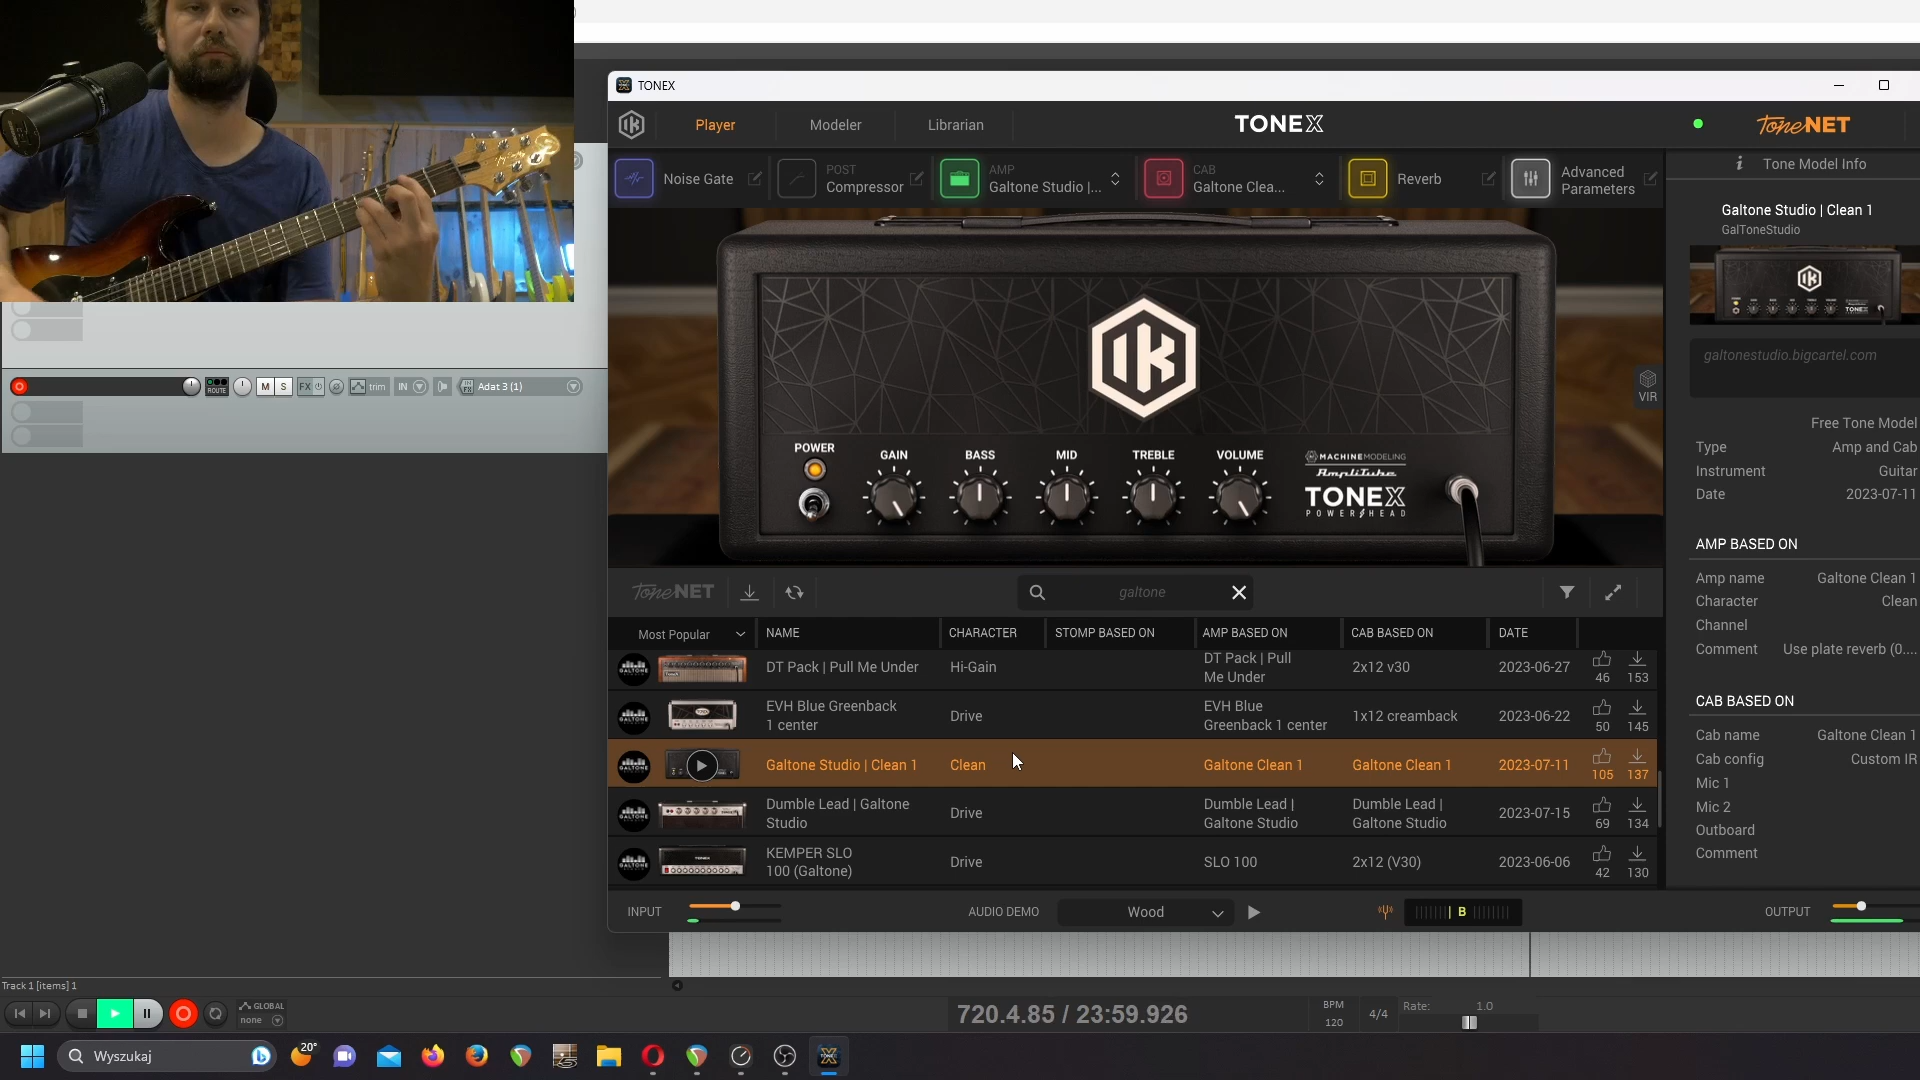 TONEX
Player
Modeler
Librarian
TONEX
ToneNET
Noise Gate
POST
Compressor
AMP
Galtone Studio |...
CAB
Galtone Clea...
Reverb
Advanced
Parameters
i
Tone Model Info
Galtone Studio | Clean 1
GalToneStudio
galtonestudio.bigcartel.com
VIR
Free Tone Model
Type Amp and Cab
Instrument Guitar
Date 2023-07-11
AMP BASED ON
Amp name Galtone Clean 1
Character Clean
Channel
Comment Use plate reverb (0....
CAB BASED ON
Cab name Galtone Clean 1
Cab config Custom IR
Mic 1
Mic 2
Outboard
Comment
POWER
GAIN
BASS
MID
TREBLE
VOLUME
MACHINEMODELING
AmpliTube
TONEX
POWERHEAD
ROUTE
M
S
FX
trim
IN
FX
Adat 3 (1)
ToneNET
galtone
Most Popular NAME CHARACTER STOMP BASED ON AMP BASED ON CAB BASED ON DATE
DT Pack | Pull Me Under Hi-Gain DT Pack | Pull
Me Under 2x12 v30 2023-06-27 46 153
EVH Blue Greenback
1 center Drive EVH Blue
Greenback 1 center 1x12 creamback 2023-06-22 50 145
Galtone Studio | Clean 1 Clean Galtone Clean 1 Galtone Clean 1 2023-07-11 105 137
Dumble Lead | Galtone
Studio Drive Dumble Lead |
Galtone Studio Dumble Lead |
Galtone Studio 2023-07-15 69 134
KEMPER SLO
100 (Galtone) Drive SLO 100 2x12 (V30) 2023-06-06 42 130
INPUT
AUDIO DEMO
Wood
B
OUTPUT
Track 1 [items] 1
GLOBAL
none
720.4.85 / 23:59.926
BPM
120
4/4
Rate: 1.0
Wyszukaj
20°